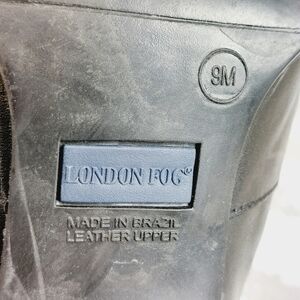 9M
LONDON FOG®
MADE IN BRAZIL
LEATHER UPPER